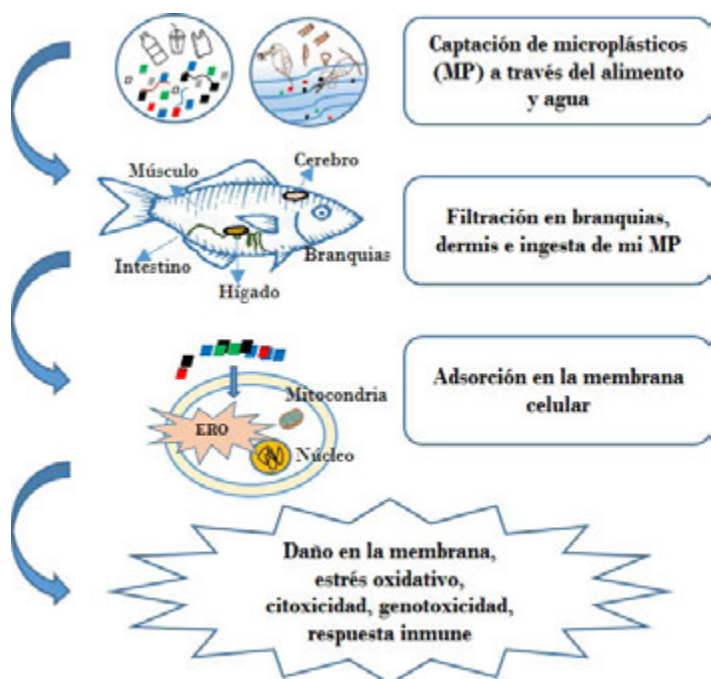 Captación de microplásticos
(MP) a través del alimento
y agua
Músculo
Cerebro
Intestino
Hígado
Branquias
Filtración en branquias,
dermis e ingesta de mi MP
Mitocondria
ERO
Núcleo
Adsorción en la membrana
celular
Daño en la membrana,
estrés oxidativo,
citotoxicidad, genotoxicidad,
respuesta inmune